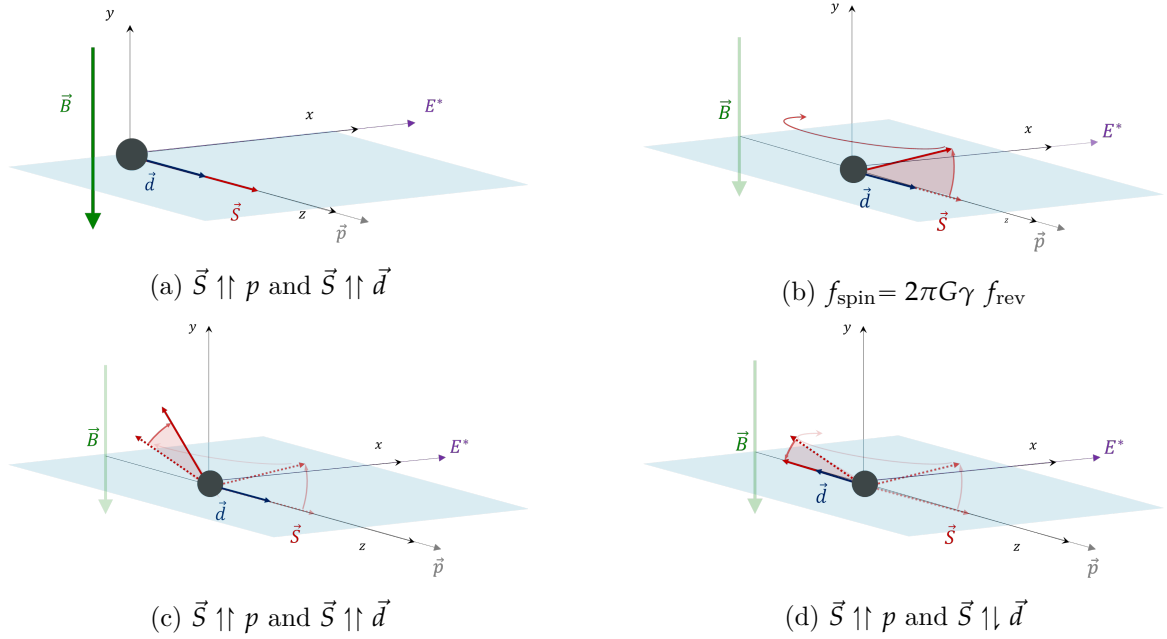 y
B⃗
x
E*
d⃗
S⃗
z
p⃗
(a) S⃗ ↿↾ p and S⃗ ↿↾ d⃗
y
B⃗
x
E*
d⃗
S⃗
z
p⃗
(b) f_spin= 2πGγ f_rev
y
B⃗
x
E*
d⃗
S⃗
z
p⃗
(c) S⃗ ↿↾ p and S⃗ ↿↾ d⃗
y
B⃗
x
E*
d⃗
S⃗
z
p⃗
(d) S⃗ ↿↾ p and S⃗ ↿⇂ d⃗